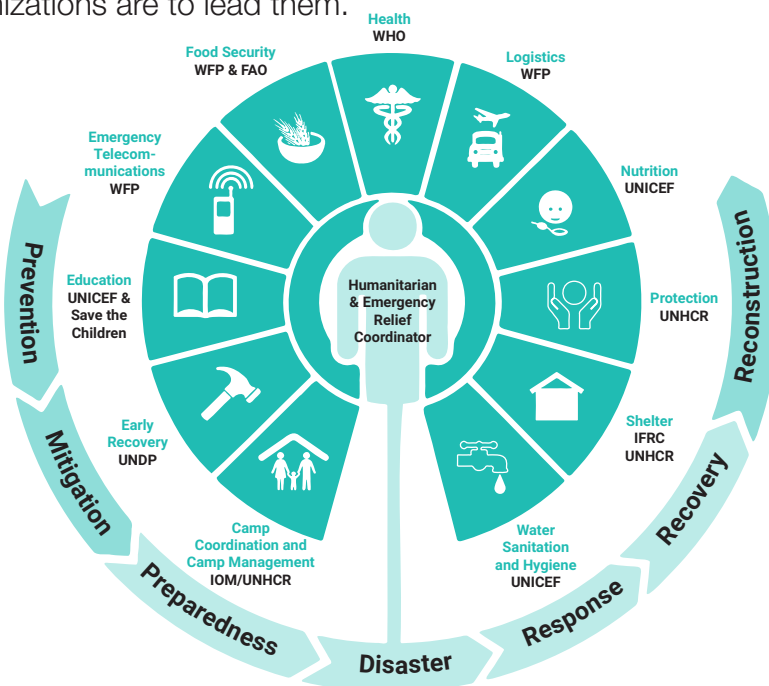 nizations are to lead them.
Health
WHO
Logistics
WFP
Nutrition
UNICEF
Protection
UNHCR
Shelter
IFRC
UNHCR
Water
Sanitation
and Hygiene
UNICEF
Camp
Coordination and
Camp Management
IOM/UNHCR
Early
Recovery
UNDP
Education
UNICEF &
Save the
Children
Emergency
Telecom-
munications
WFP
Food Security
WFP & FAO
Humanitarian
& Emergency
Relief
Coordinator
Prevention
Mitigation
Preparedness
Disaster
Response
Recovery
Reconstruction